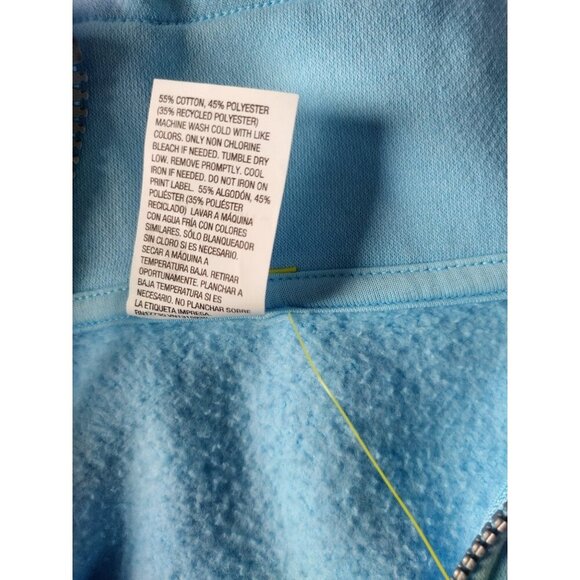 55% COTTON, 45% POLYESTER
(35% RECYCLED POLYESTER)
MACHINE WASH COLD WITH LIKE
COLORS. ONLY NON CHLORINE
BLEACH IF NEEDED. TUMBLE DRY
LOW. REMOVE PROMPTLY. COOL
IRON IF NEEDED. DO NOT IRON ON
PRINT LABEL. 55% ALGODÓN, 45%
POLIÉSTER (35% POLIÉSTER
RECICLADO) LAVAR A MÁQUINA
CON AGUA FRÍA CON COLORES
SIMILARES. SÓLO BLANQUEADOR
SIN CLORO SI ES NECESARIO.
SECAR A MÁQUINA A
TEMPERATURA BAJA. RETIRAR
OPORTUNAMENTE. PLANCHAR A
BAJA TEMPERATURA SI ES
NECESARIO. NO PLANCHAR SOBRE
LA ETIQUETA IMPRESA